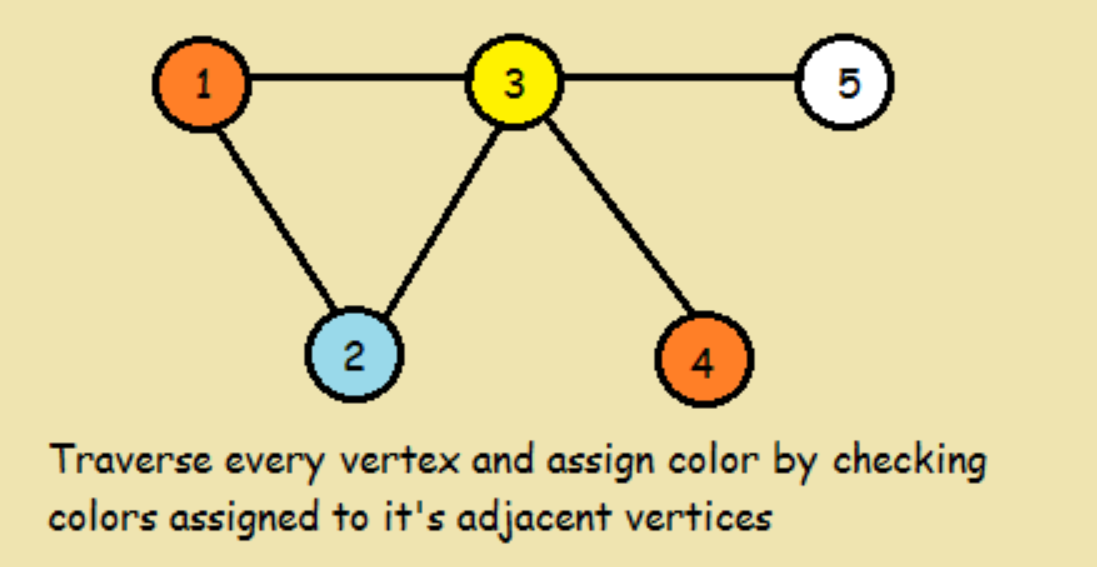 1 3 5
2 4
Traverse every vertex and assign color by checking
colors assigned to it's adjacent vertices